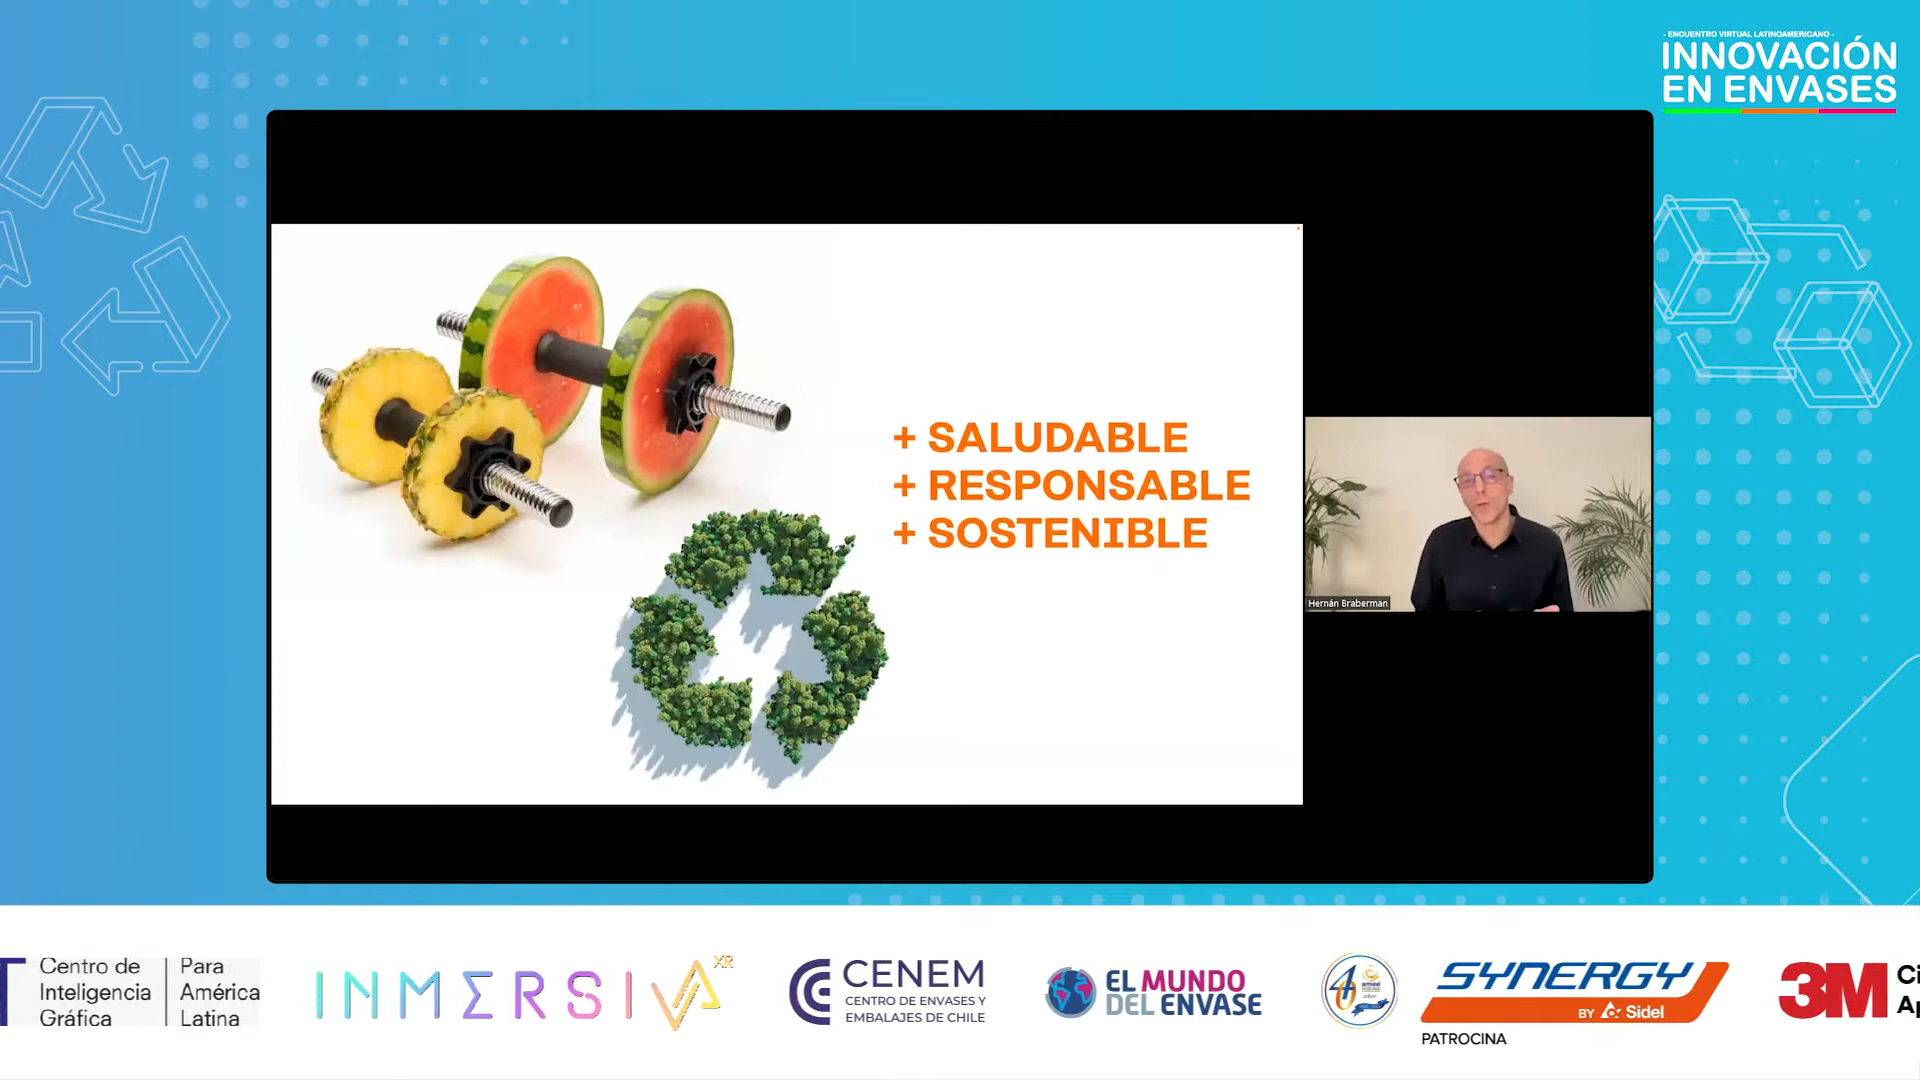 - ENCUENTRO VIRTUAL LATINOAMERICANO -
INNOVACIÓN
EN ENVASES
+ SALUDABLE
+ RESPONSABLE
+ SOSTENIBLE
Hernán Braberman
Centro de
Inteligencia
Gráfica
Para
América
Latina
INMERSIVA XR
CENEM
CENTRO DE ENVASES Y
EMBALAJES DE CHILE
EL MUNDO
DEL ENVASE
SYNERGY
BY Sidel
PATROCINA
3M